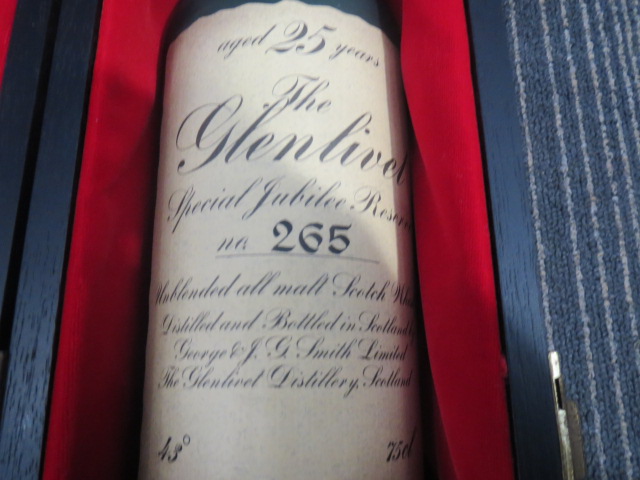 aged 25 years
The
Glenlivet
Special Jubilee Reserve
no. 265
Unblended all malt Scotch
Distilled and Bottled in Scotland by
George & J. G. Smith Limited
The Glenlivet Distillery, Scotland
43°
75cl